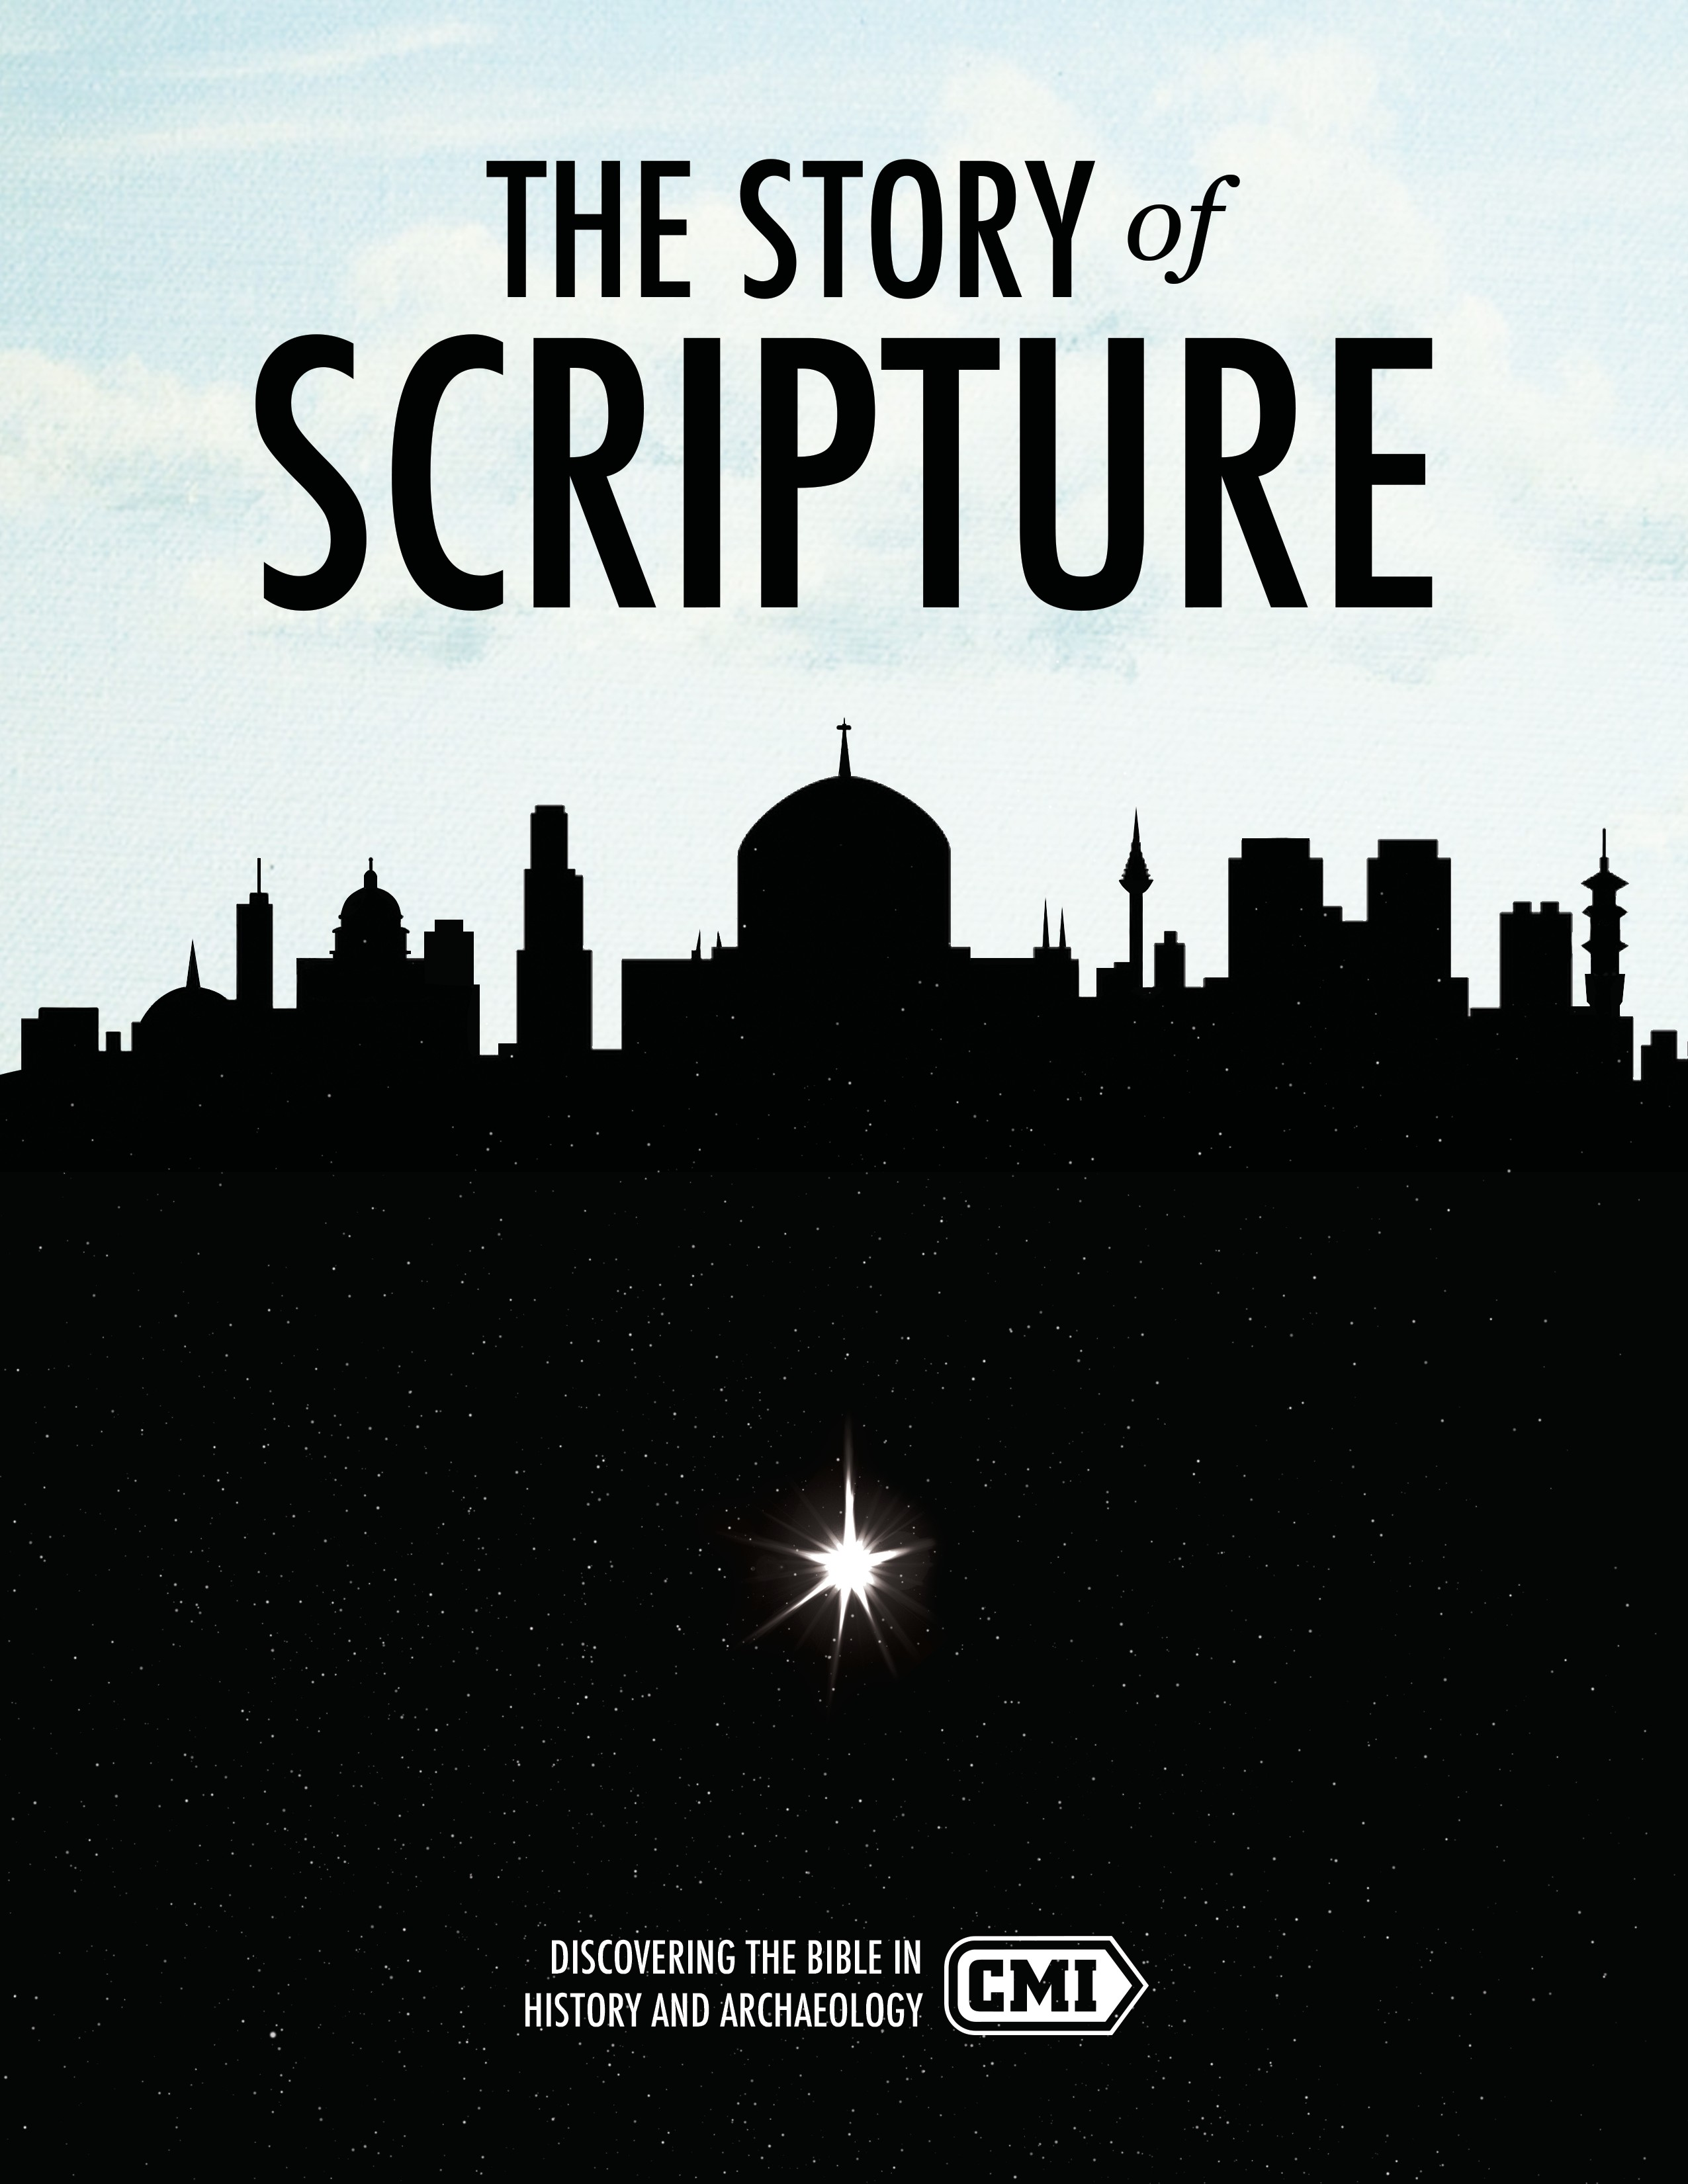 THE STORY of
SCRIPTURE
DISCOVERING THE BIBLE IN
HISTORY AND ARCHAEOLOGY
CMI